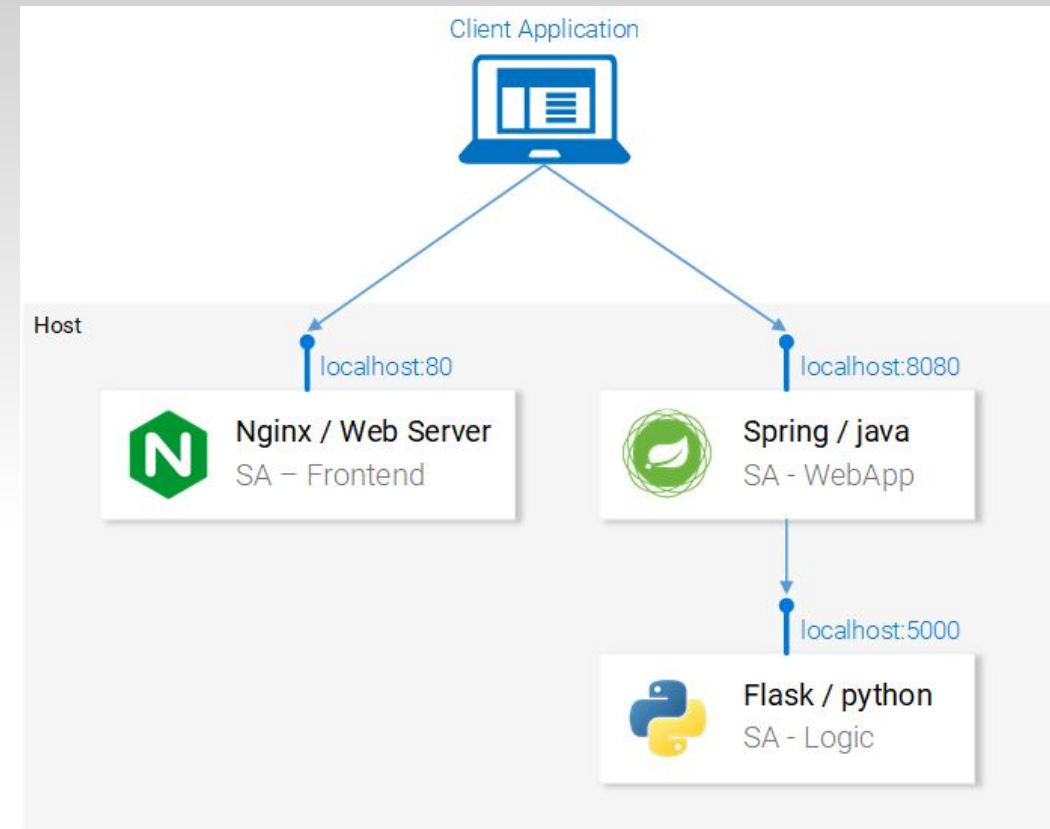 Client Application
Host
localhost:80
localhost:8080
Nginx / Web Server
SA – Frontend
Spring / java
SA - WebApp
localhost:5000
Flask / python
SA - Logic